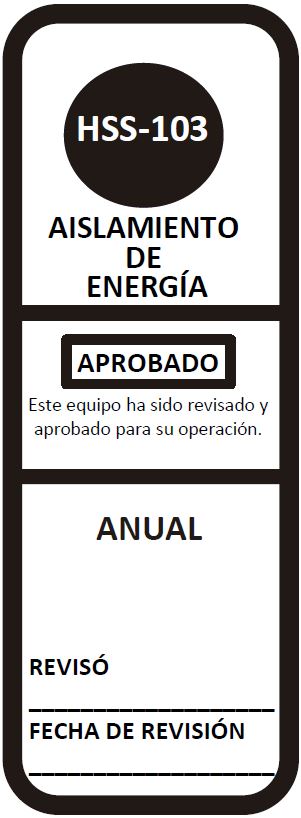 HSS-103
AISLAMIENTO
DE
ENERGÍA
APROBADO
Este equipo ha sido revisado y
aprobado para su operación.
ANUAL
REVISÓ
FECHA DE REVISIÓN